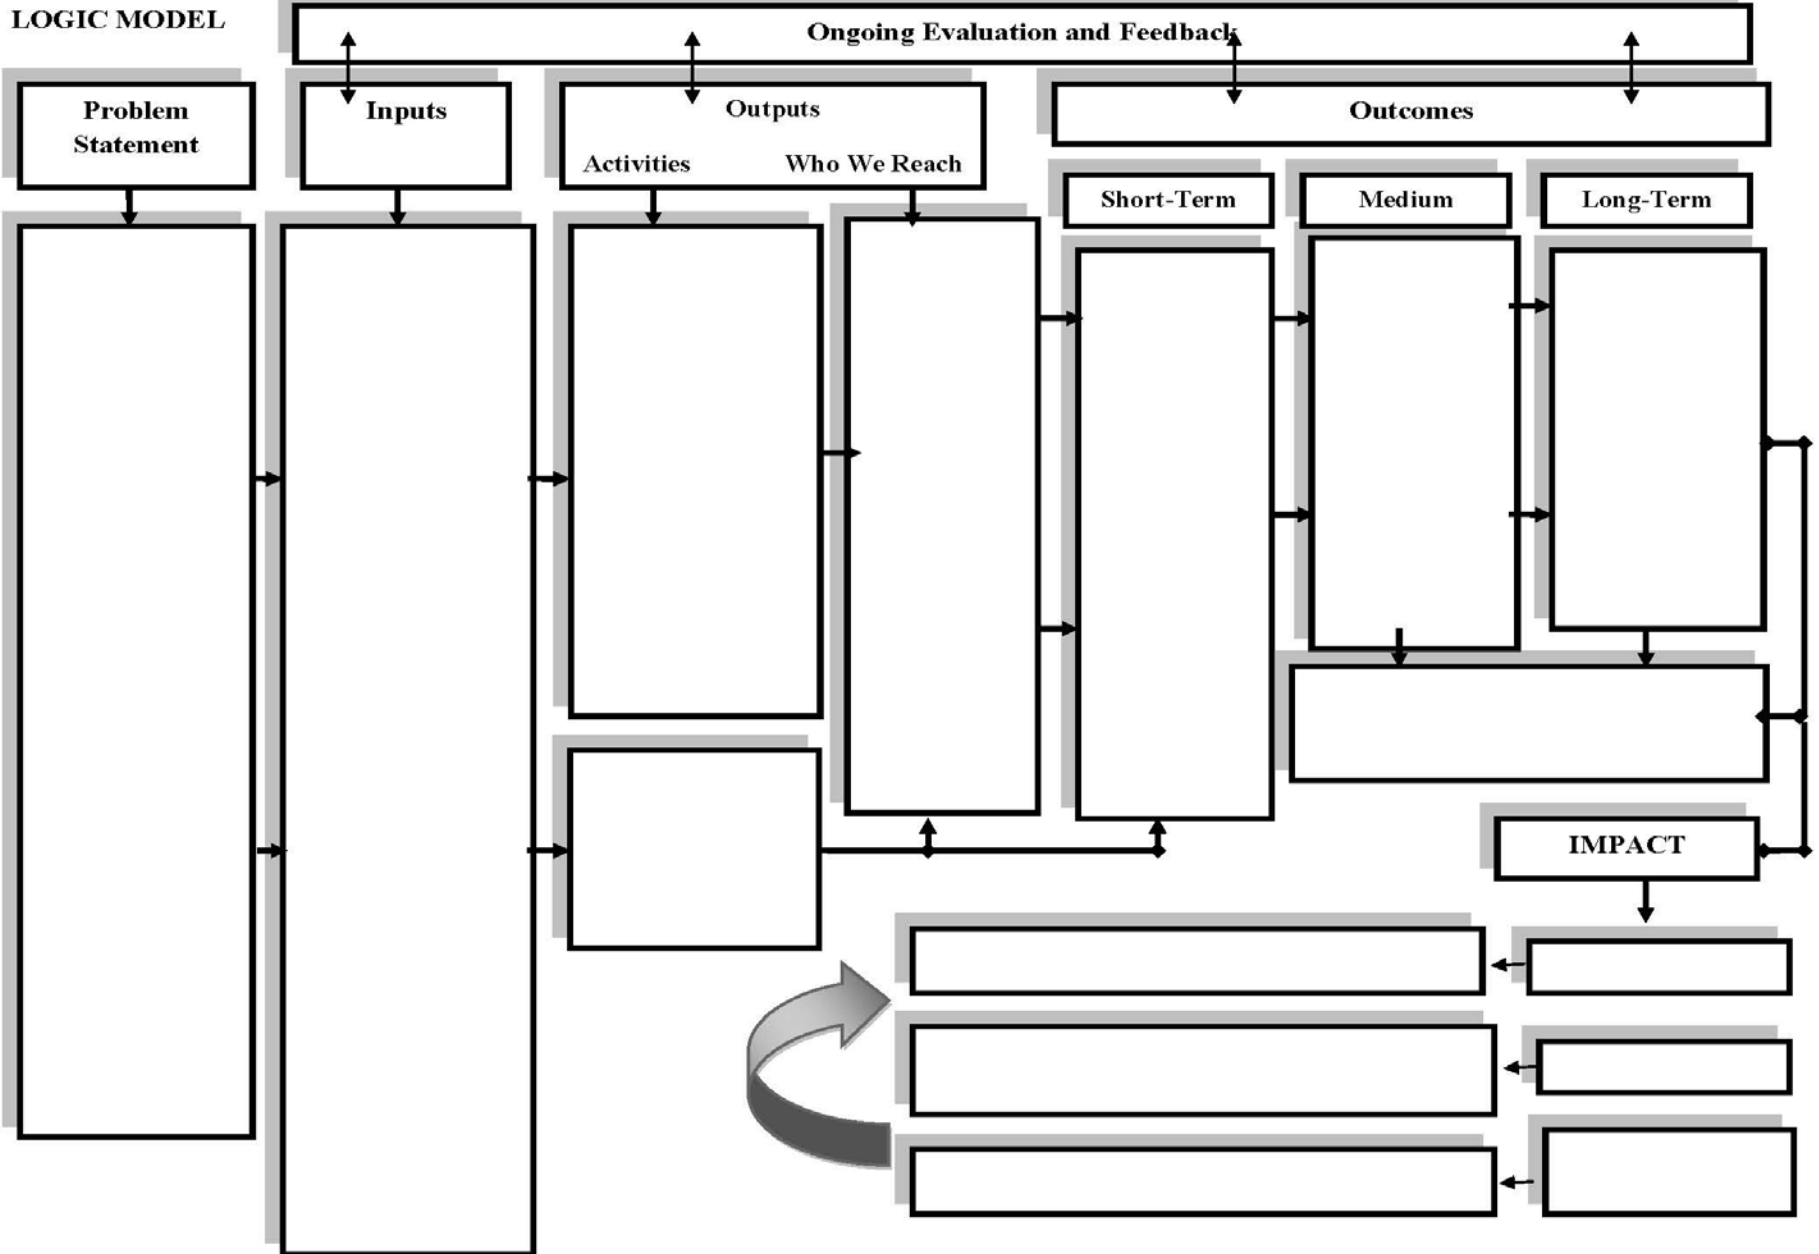 LOGIC MODEL
Ongoing Evaluation and Feedback
Problem
Statement
Inputs
Outputs
Activities
Who We Reach
Outcomes
Short-Term
Medium
Long-Term
IMPACT